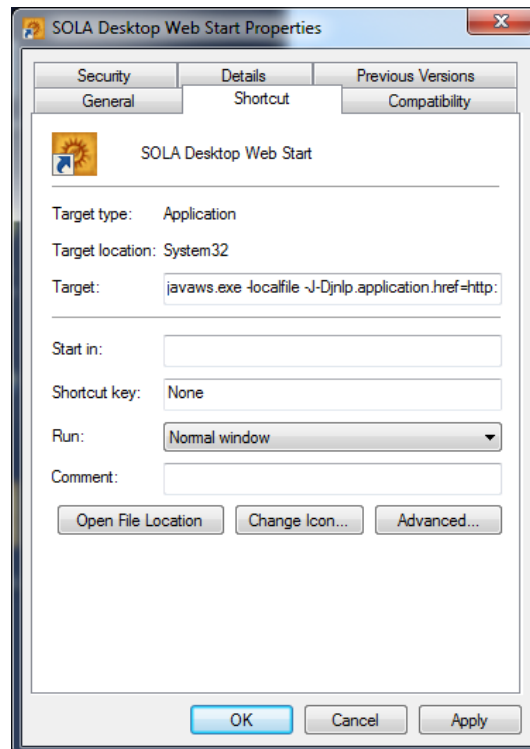 SOLA Desktop Web Start Properties
Security Details Previous Versions
General Shortcut Compatibility
SOLA Desktop Web Start
Target type: Application
Target location: System32
Target: javaws.exe -localfile -J-Djnlp.application.href=http:
Start in:
Shortcut key: None
Run: Normal window
Comment:
Open File Location Change Icon... Advanced...
OK Cancel Apply